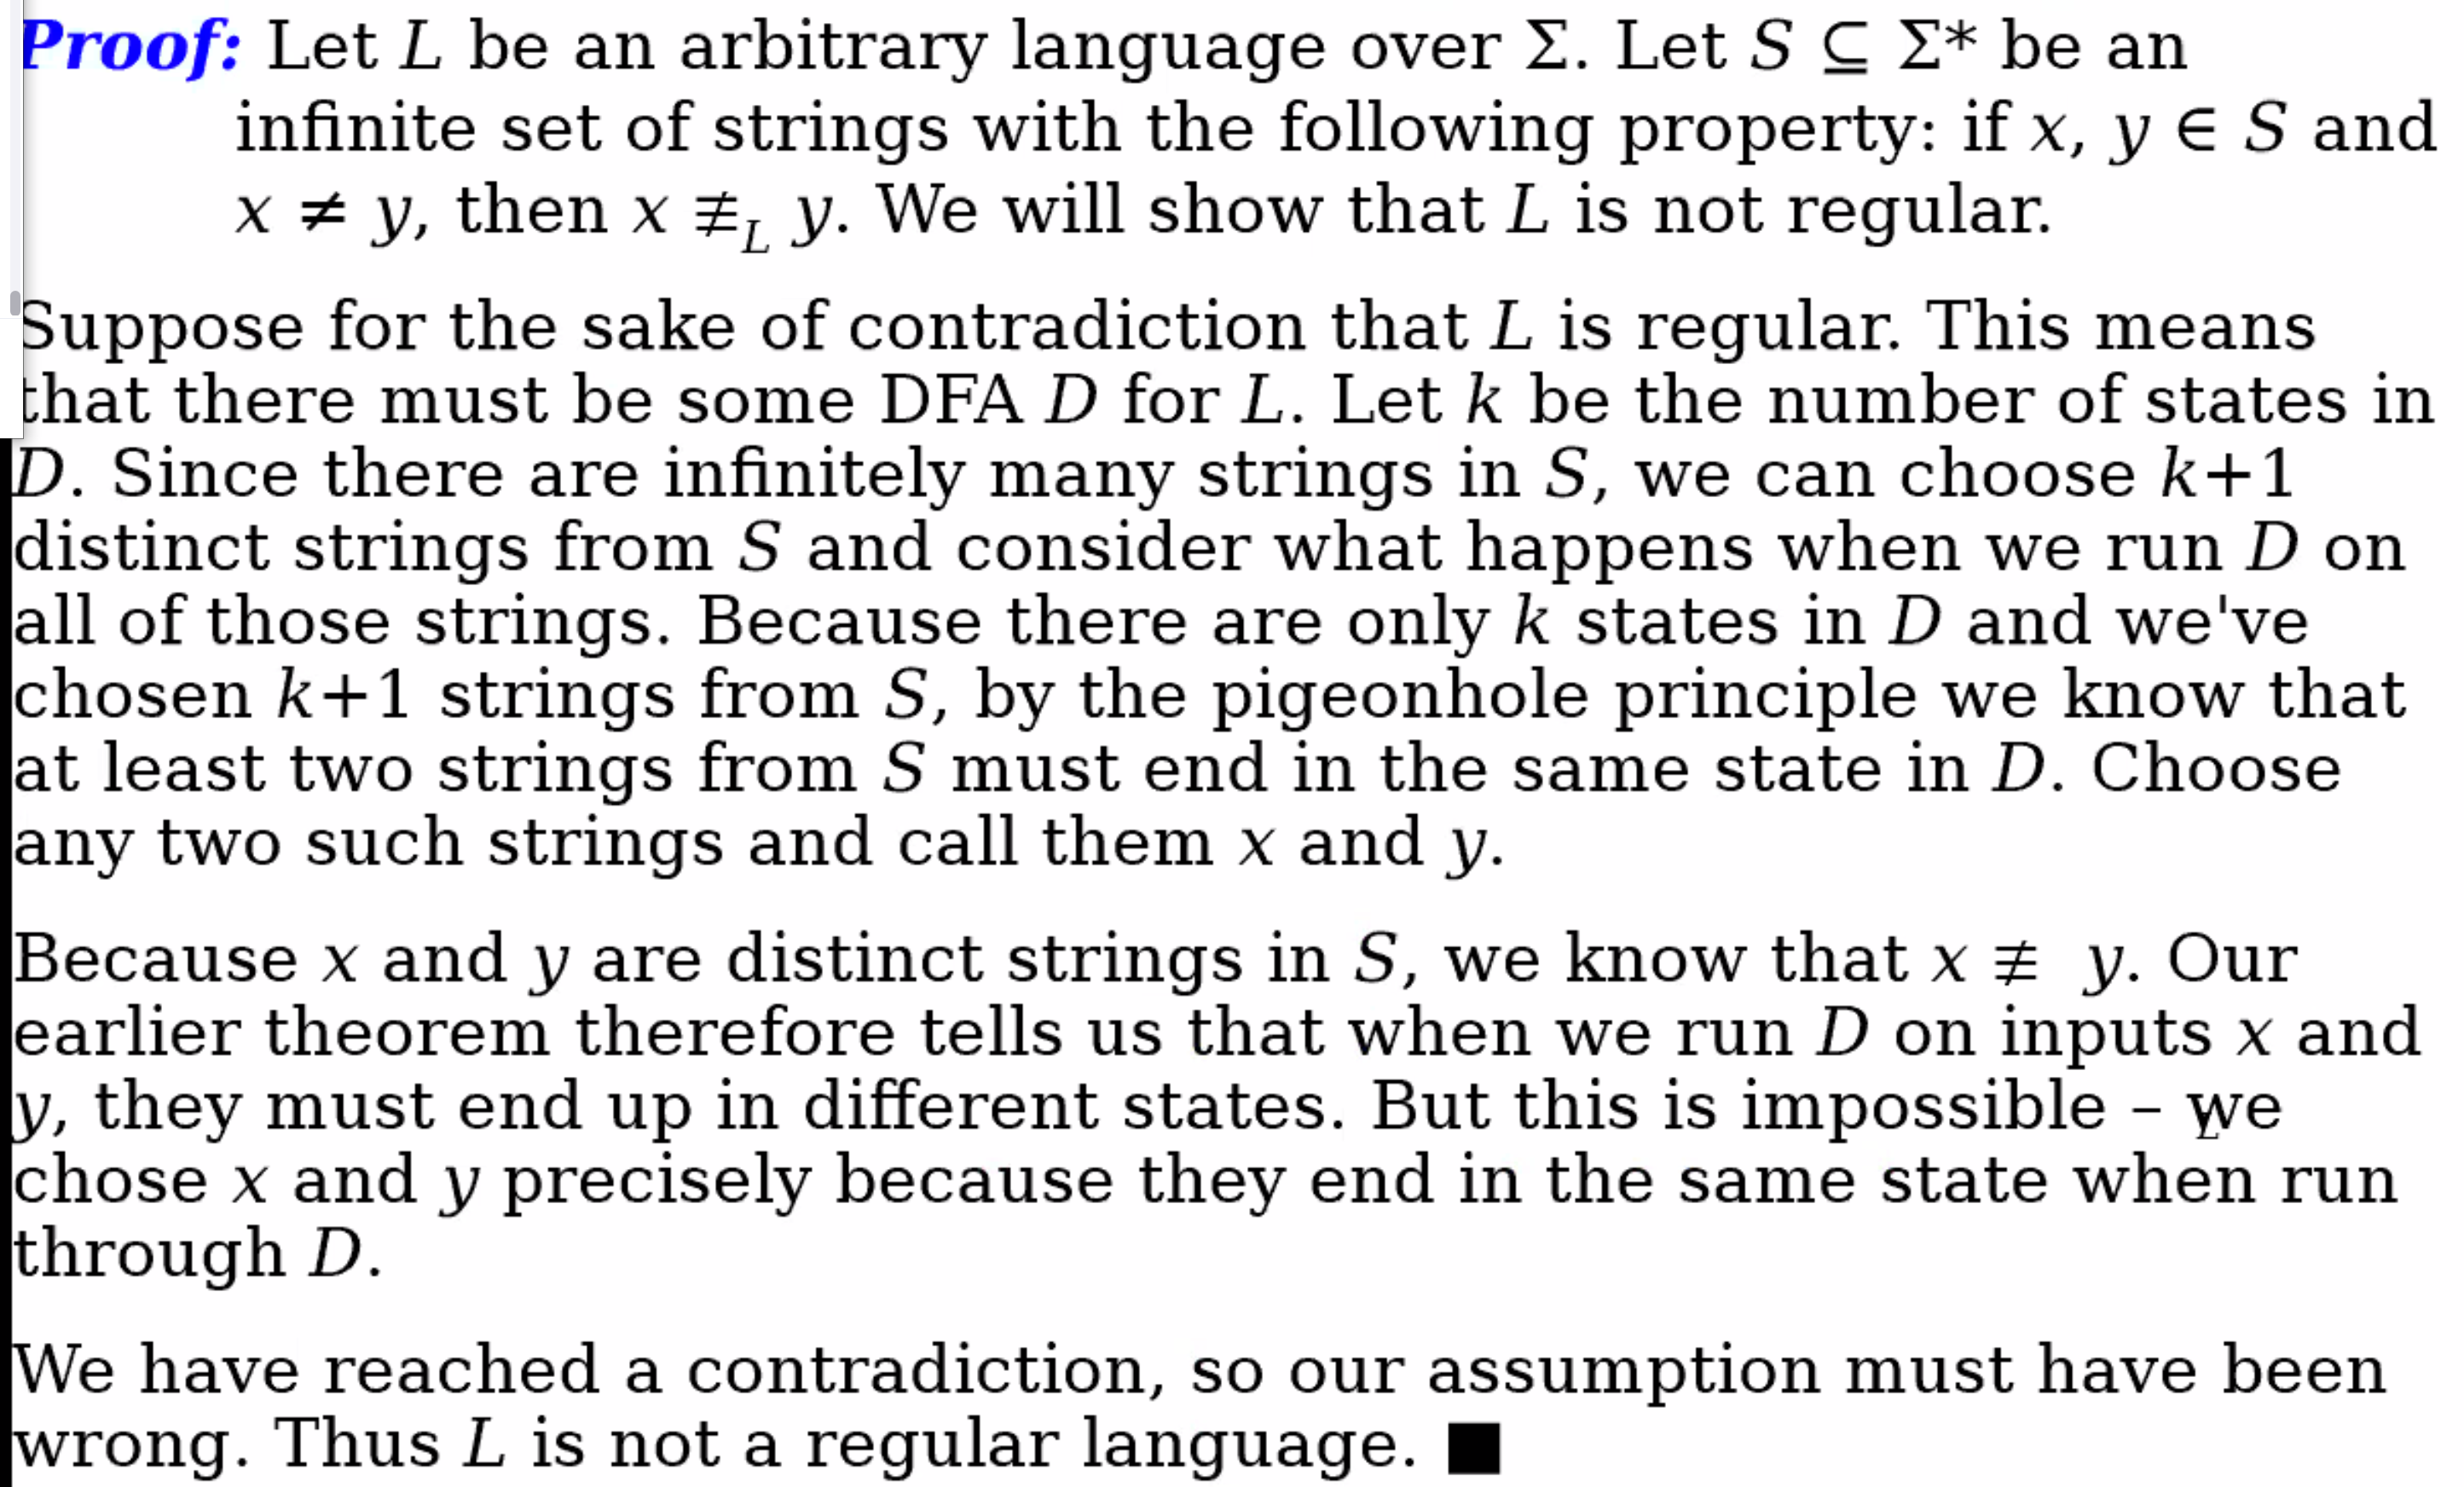 Proof: Let L be an arbitrary language over Σ. Let S ⊆ Σ* be an
infinite set of strings with the following property: if x, y ∈ S and
x ≠ y, then x ≢L y. We will show that L is not regular.
Suppose for the sake of contradiction that L is regular. This means
that there must be some DFA D for L. Let k be the number of states in
D. Since there are infinitely many strings in S, we can choose k+1
distinct strings from S and consider what happens when we run D on
all of those strings. Because there are only k states in D and we've
chosen k+1 strings from S, by the pigeonhole principle we know that
at least two strings from S must end in the same state in D. Choose
any two such strings and call them x and y.
Because x and y are distinct strings in S, we know that x ≢ y. Our
earlier theorem therefore tells us that when we run D on inputs x and
y, they must end up in different states. But this is impossible – we
L
chose x and y precisely because they end in the same state when run
through D.
We have reached a contradiction, so our assumption must have been
wrong. Thus L is not a regular language. ■